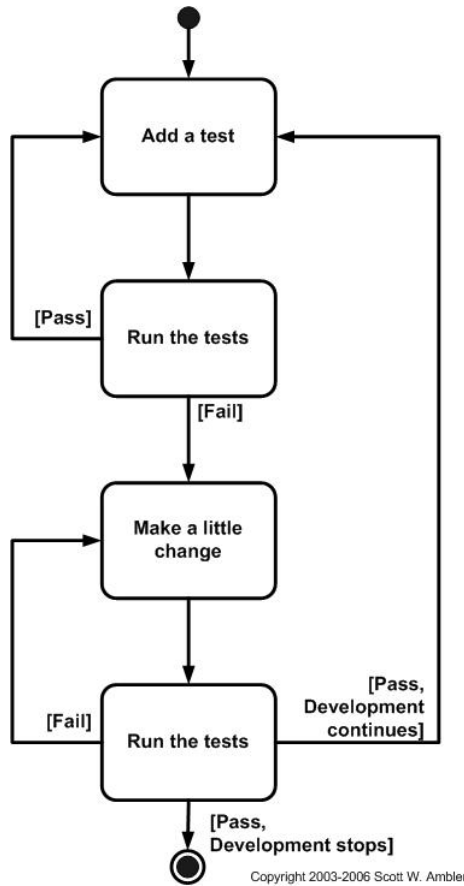 Add a test
[Pass]
Run the tests
[Fail]
Make a little
change
[Pass,
Development
continues]
[Fail]
Run the tests
[Pass,
Development stops]
Copyright 2003-2006 Scott W. Ambler